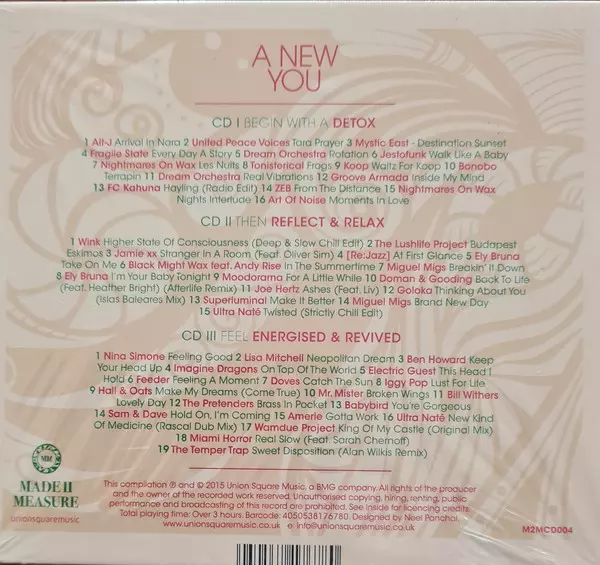 A NEW
YOU
CD I BEGIN WITH A DETOX
1 Alt-J Arrival In Nara 2 United Peace Voices Tara Prayer 3 Mystic East - Destination Sunset
4 Fragile State Every Day A Story 5 Dream Orchestra Rotation 6 Jestofunk Walk Like A Baby
7 Nightmares On Wax Les Nuits 8 Tonisterical Frogs 9 Koop Waltz For Koop 10 Bonobo
Terrapin 11 Dream Orchestra Real Vibrations 12 Groove Armada Inside My Mind
13 FC Kahuna Hayling (Radio Edit) 14 ZEB From The Distance 15 Nightmares On Wax
Nights Interlude 16 Art Of Noise Moments In Love
CD II THEN REFLECT & RELAX
1 Wink Higher State Of Consciousness (Deep & Slow Chill Edit) 2 The Lushlife Project Budapest
Eskimos 3 Jamie xx Stranger In A Room (Feat. Oliver Sim) 4 [Re:Jazz] At First Glance 5 Ely Bruna
Take On Me 6 Black Might Wax feat. Andy Rise In The Summertime 7 Miguel Migs Breakin' It Down
8 Ely Bruna I'm Your Baby Tonight 9 Moodorama For A Little While 10 Doman & Gooding Back To Life
(Feat. Heather Bright) (Afterlife Remix) 11 Joe Hertz Ashes (Feat. Liv) 12 Goloka Thinking About You
(Islas Baleares Mix) 13 Superluminal Make It Better 14 Miguel Migs Brand New Day
15 Ultra Naté Twisted (Strictly Chill Edit)
CD III FEEL ENERGISED & REVIVED
1 Nina Simone Feeling Good 2 Lisa Mitchell Neopolitan Dream 3 Ben Howard Keep
Your Head Up 4 Imagine Dragons On Top Of The World 5 Electric Guest This Head I
Hold 6 Feeder Feeling A Moment 7 Doves Catch The Sun 8 Iggy Pop Lust For Life
9 Hall & Oats Make My Dreams (Come True) 10 Mr. Mister Broken Wings 11 Bill Withers
Lovely Day 12 The Pretenders Brass In Pocket 13 Babybird You're Gorgeous
14 Sam & Dave Hold On, I'm Coming 15 Amerie Gotta Work 16 Ultra Naté New Kind
Of Medicine (Rascal Dub Mix) 17 Wamdue Project King Of My Castle (Original Mix)
18 Miami Horror Real Slow (Feat. Sarah Chernoff)
19 The Temper Trap Sweet Disposition (Alan Wilkis Remix)
MM
MADE II
MEASURE
unionsquaremusic
This compilation ℗ and © 2015 Union Square Music, a BMG company. All rights of the producer
and the owner of the recorded work reserved. Unauthorised copying, hiring, renting, public
performance and broadcasting of this record are prohibited. See inside for licencing credits.
Total playing time: Over 3 hours. Barcode: 4050538176780. Designed by Neel Panchal.
www.unionsquaremusic.co.uk e: info@unionsquaremusic.co.uk
M2MCD004